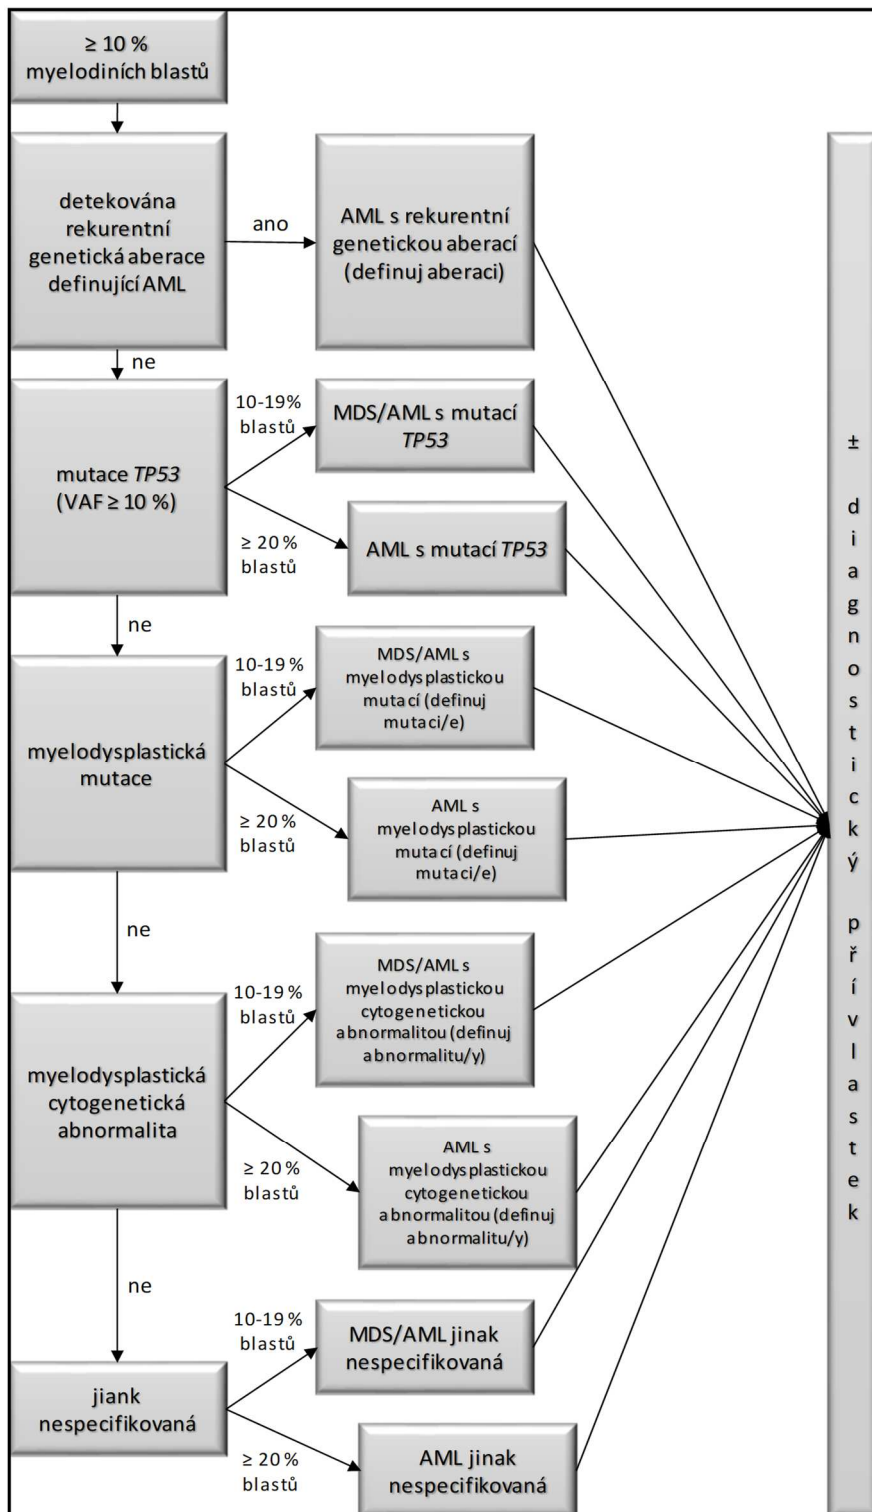 ≥ 10 %
myelodiních blastů
detekována
rekurentní
genetická aberace
definující AML
ano
AML s rekurentní
genetickou aberací
(definuj aberaci)
ne
mutace TP53
(VAF ≥ 10 %)
10-19%
blastů
MDS/AML s mutací
TP53
≥ 20 %
blastů
AML s mutací TP53
ne
myelodysplastická
mutace
10-19 %
blastů
MDS/AML s
myelodysplastickou
mutací (definuj
mutaci/e)
≥ 20 %
blastů
AML s
myelodysplastickou
mutací (definuj
mutaci/e)
ne
myelodysplastická
cytogenetická
abnormalita
10-19 %
blastů
MDS/AML s
myelodysplastickou
cytogenetickou
abnormalitou (definuj
abnormalitu/y)
≥ 20 %
blastů
AML s
myelodysplastickou
cytogenetickou
abnormalitou (definuj
abnormalitu/y)
ne
jiank
nespecifikovaná
10-19 %
blastů
MDS/AML jinak
nespecifikovaná
≥ 20 %
blastů
AML jinak
nespecifikovaná
± diagnostický přívlastek